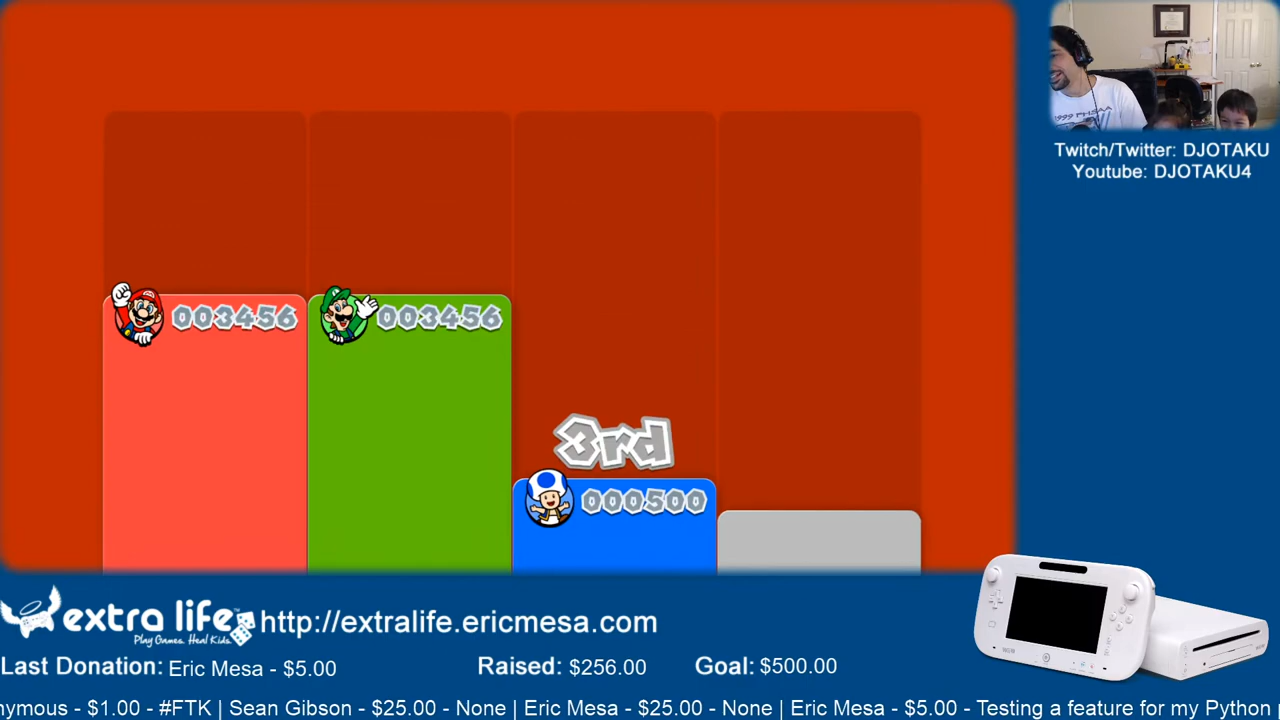 Twitch/Twitter: DJOTAKU
Youtube: DJOTAKU4
003456
003456
3rd
000500
extra life
Play Games. Heal Kids.
http://extralife.ericmesa.com
Last Donation: Eric Mesa - $5.00
Raised: $256.00
Goal: $500.00
nymous - $1.00 - #FTK | Sean Gibson - $25.00 - None | Eric Mesa - $25.00 - None | Eric Mesa - $5.00 - Testing a feature for my Python